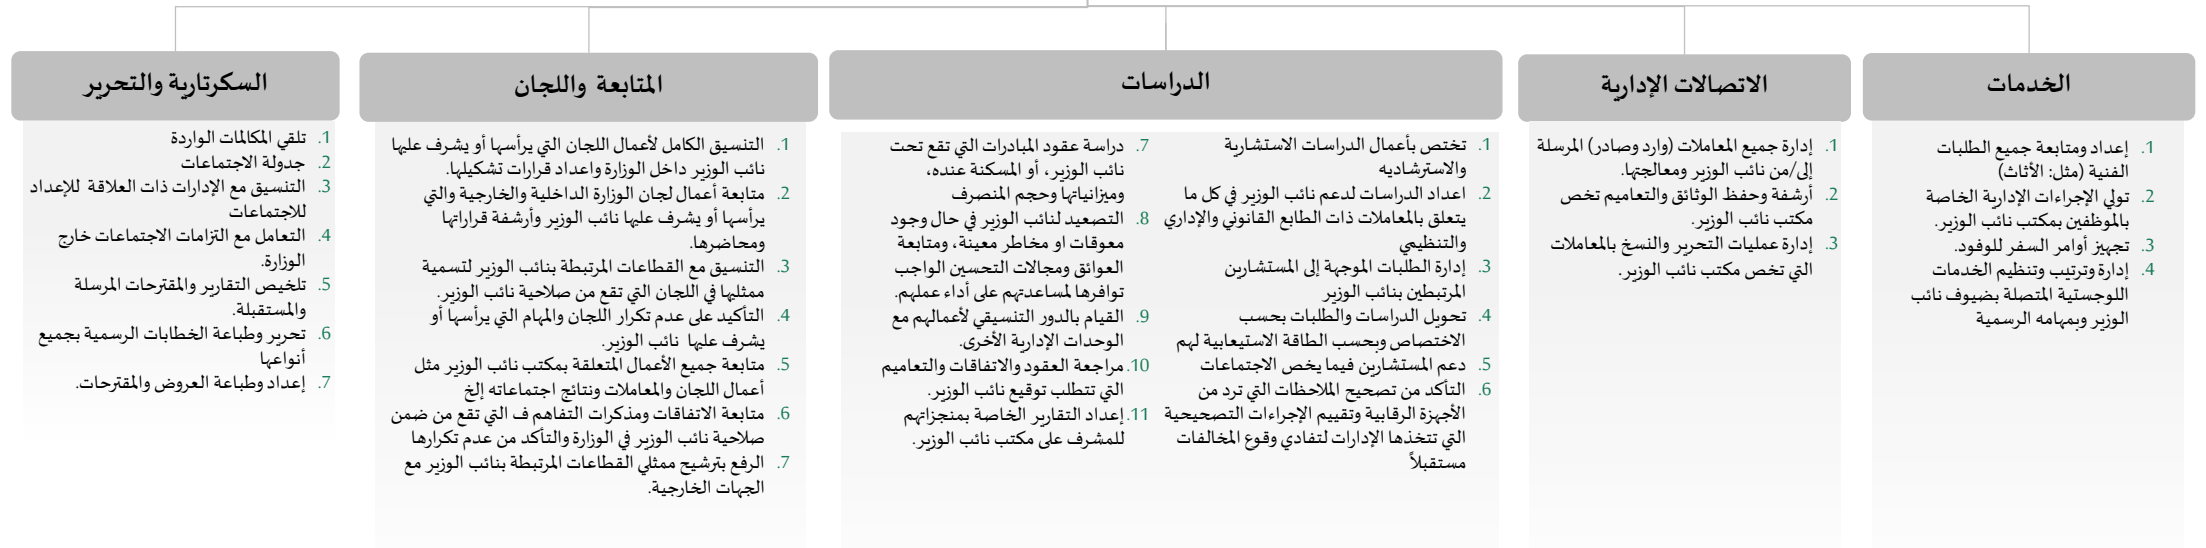 الخدمات
1. إعداد ومتابعة جميع الطلبات
الفنية (مثل: الأثاث)
2. تولي الإجراءات الإدارية الخاصة
بالموظفين بمكتب نائب الوزير.
3. تجهيز أوامر السفر للوفود.
4. إدارة وترتيب وتنظيم الخدمات
اللوجستية المتصلة بضيوف نائب
الوزير وبمهامه الرسمية
الاتصالات الإدارية
1. إدارة جميع المعاملات (وارد وصادر) المرسلة
إلى/من نائب الوزير ومعالجتها.
2. أرشفة وحفظ الوثائق والتعاميم تخص
مكتب نائب الوزير.
3. إدارة عمليات التحرير والنسخ بالمعاملات
التي تخص مكتب نائب الوزير.
الدراسات
1. تختص بأعمال الدراسات الاستشارية
والاسترشاديه
2. اعداد الدراسات لدعم نائب الوزير في كل ما
يتعلق بالمعاملات ذات الطابع القانوني والإداري
والتنظيمي
3. إدارة الطلبات الموجهة إلى المستشارين
المرتبطين بنائب الوزير
4. تحويل الدراسات والطلبات بحسب
الاختصاص وبحسب الطاقة الاستيعابية لهم
5. دعم المستشارين فيما يخص الاجتماعات
6. التأكد من تصحيح الملاحظات التي ترد من
الأجهزة الرقابية وتقييم الإجراءات التصحيحية
التي تتخذها الإدارات لتفادي وقوع المخالفات
مستقبلاً
7. دراسة عقود المبادرات التي تقع تحت
نائب الوزير، أو المسكنة عنده،
وميزانياتها وحجم المنصرف
8. التصعيد لنائب الوزير في حال وجود
معوقات او مخاطر معينة، ومتابعة
العوائق ومجالات التحسين الواجب
توافرها لمساعدتهم على أداء عملهم.
9. القيام بالدور التنسيقي لأعمالهم مع
الوحدات الإدارية الأخرى.
10. مراجعة العقود والاتفاقات والتعاميم
التي تتطلب توقيع نائب الوزير.
11. إعداد التقارير الخاصة بمنجزاتهم
للمشرف على مكتب نائب الوزير.
المتابعة واللجان
1. التنسيق الكامل لأعمال اللجان التي يرأسها أو يشرف عليها
نائب الوزير داخل الوزارة واعداد قرارات تشكيلها.
2. متابعة أعمال لجان الوزارة الداخلية والخارجية والتي
يرأسها أو يشرف عليها نائب الوزير وأرشفة قراراتها
ومحاضرها.
3. التنسيق مع القطاعات المرتبطة بنائب الوزير لتسمية
ممثليها في اللجان التي تقع من صلاحية نائب الوزير.
4. التأكيد على عدم تكرار اللجان والمهام التي يرأسها أو
يشرف عليها نائب الوزير.
5. متابعة جميع الأعمال المتعلقة بمكتب نائب الوزير مثل
أعمال اللجان والمعاملات ونتائج اجتماعاته إلخ
6. متابعة الاتفاقات ومذكرات التفاهم ف التي تقع من ضمن
صلاحية نائب الوزير في الوزارة والتأكد من عدم تكرارها
7. الرفع بترشيح ممثلي القطاعات المرتبطة بنائب الوزير مع
الجهات الخارجية.
السكرتارية والتحرير
1. تلقي المكالمات الواردة
2. جدولة الاجتماعات
3. التنسيق مع الإدارات ذات العلاقة للإعداد
للاجتماعات
4. التعامل مع التزامات الاجتماعات خارج
الوزارة.
5. تلخيص التقارير والمقترحات المرسلة
والمستقبلة.
6. تحرير وطباعة الخطابات الرسمية بجميع
أنواعها
7. إعداد وطباعة العروض والمقترحات.